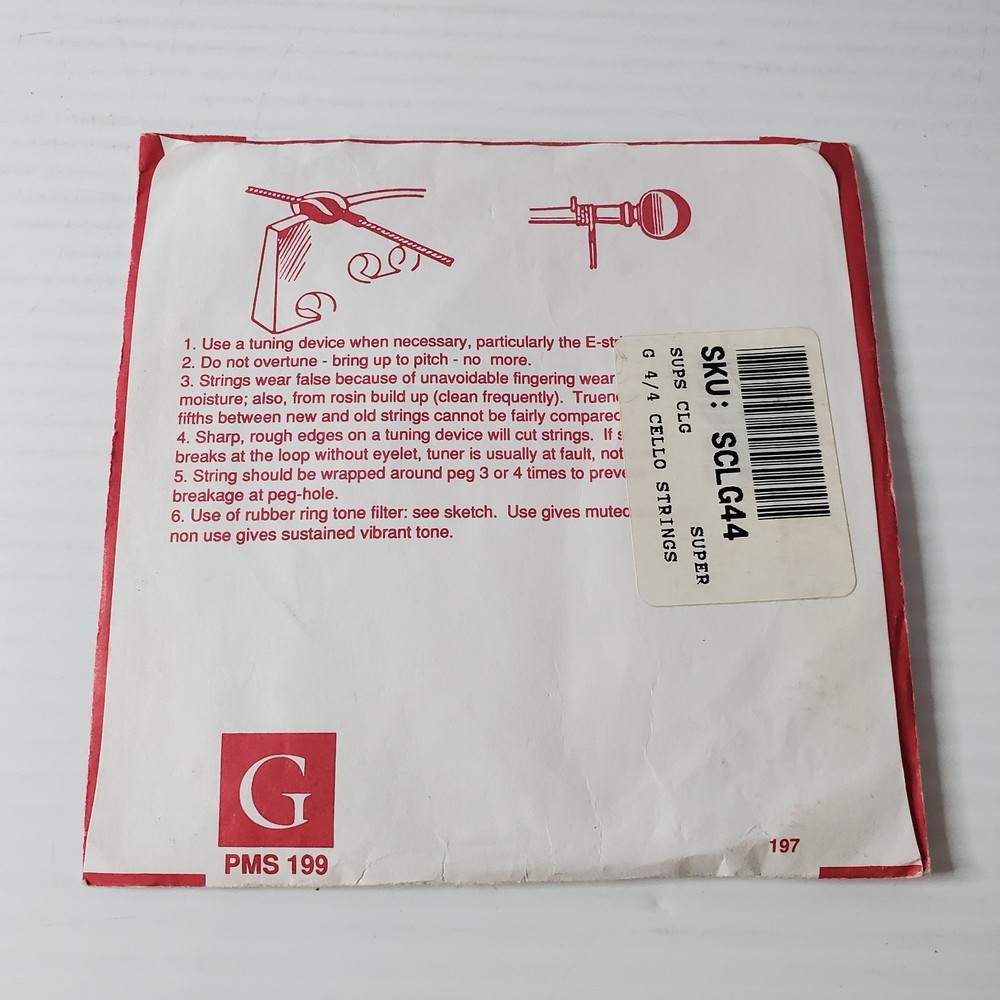 1. Use a tuning device when necessary, particularly the E-
2. Do not overtune - bring up to pitch - no more.
3. Strings wear false because of unavoidable fingering wear
moisture; also, from rosin build up (clean frequently).
fifths between new and old strings cannot be fairly compared
4. Sharp, rough edges on a tuning device will cut strings. If
breaks at the loop without eyelet, tuner is usually at fault, not
5. String should be wrapped around peg 3 or 4 times to
breakage at peg-hole.
6. Use of rubber ring tone filter: see sketch. Use gives muted
non use gives sustained vibrant tone.
SKU: SCLG44
SUPS CLG SUPER
G 4/4 CELLO STRINGS
G
PMS 199
197